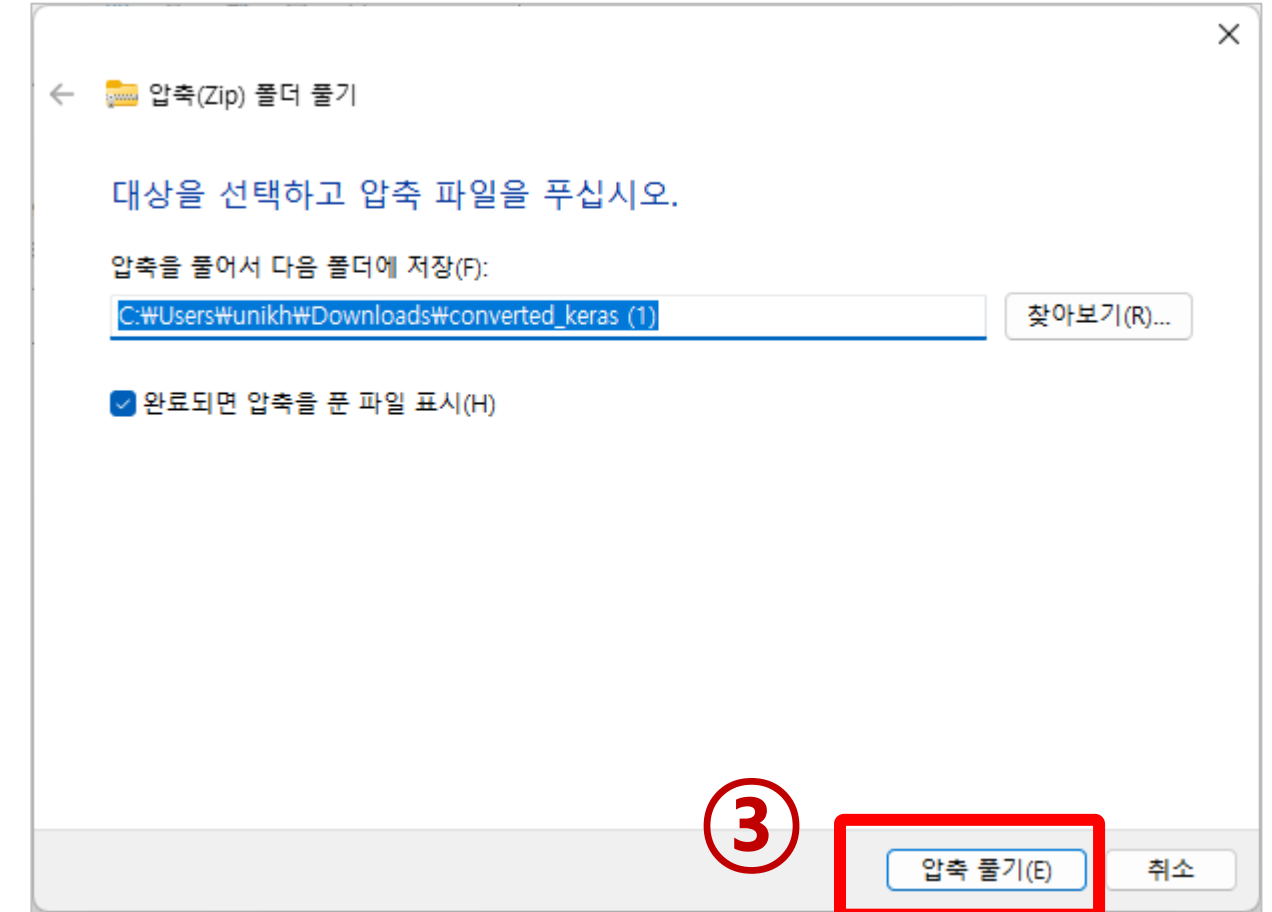 압축(Zip) 폴더 풀기
대상을 선택하고 압축 파일을 푸십시오.
압축을 풀어서 다음 폴더에 저장(F):
C:₩Users₩unikh₩Downloads₩converted_keras (1)
찾아보기(R)...
완료되면 압축을 푼 파일 표시(H)
③
압축 풀기(E)
취소